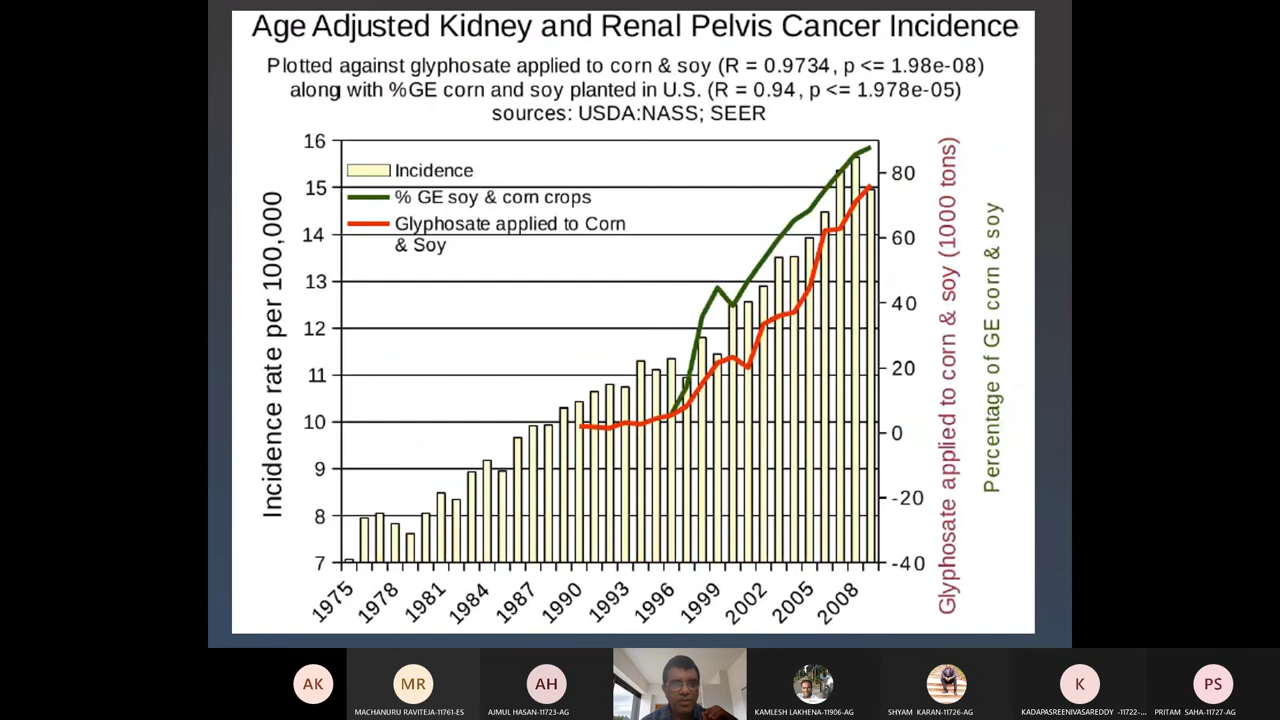 Age Adjusted Kidney and Renal Pelvis Cancer Incidence
Plotted against glyphosate applied to corn & soy (R = 0.9734, p <= 1.98e-08)
along with %GE corn and soy planted in U.S. (R = 0.94, p <= 1.978e-05)
sources: USDA:NASS; SEER
Incidence rate per 100,000
16
15
14
13
12
11
10
9
8
7
Incidence
% GE soy & corn crops
Glyphosate applied to Corn
& Soy
80
60
40
20
0
-20
-40
Glyphosate applied to corn & soy (1000 tons)
Percentage of GE corn & soy
1975
1978
1981
1984
1987
1990
1993
1996
1999
2002
2005
2008
AK
MR
AH
K
PS
MACHANURU RAVITEJA-11761-ES
AJMUL HASAN-11723-AG
KAMLESH LAKHENA-11906-AG
SHYAM KARAN-11726-AG
KADAPASREENIVASAREDDY -11722-...
PRITAM SAHA-11727-AG